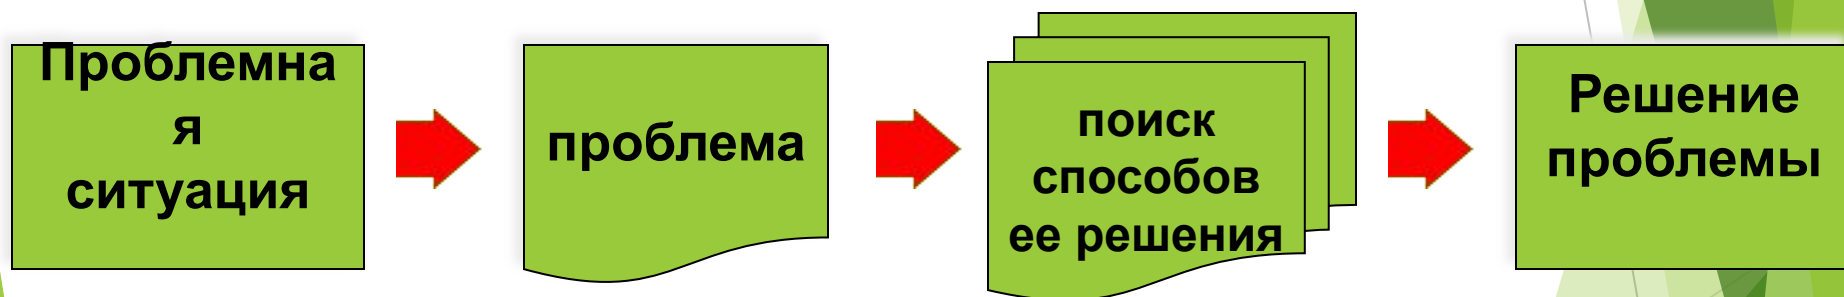 Проблемна
я
ситуация
проблема
поиск
способов
ее решения
Решение
проблемы